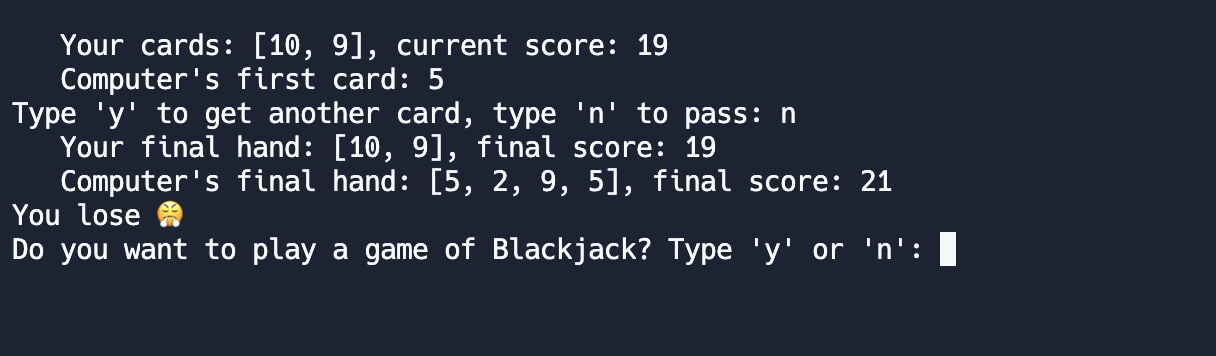 Your cards: [10, 9], current score: 19
Computer's first card: 5
Type 'y' to get another card, type 'n' to pass: n
Your final hand: [10, 9], final score: 19
Computer's final hand: [5, 2, 9, 5], final score: 21
You lose 😤
Do you want to play a game of Blackjack? Type 'y' or 'n':